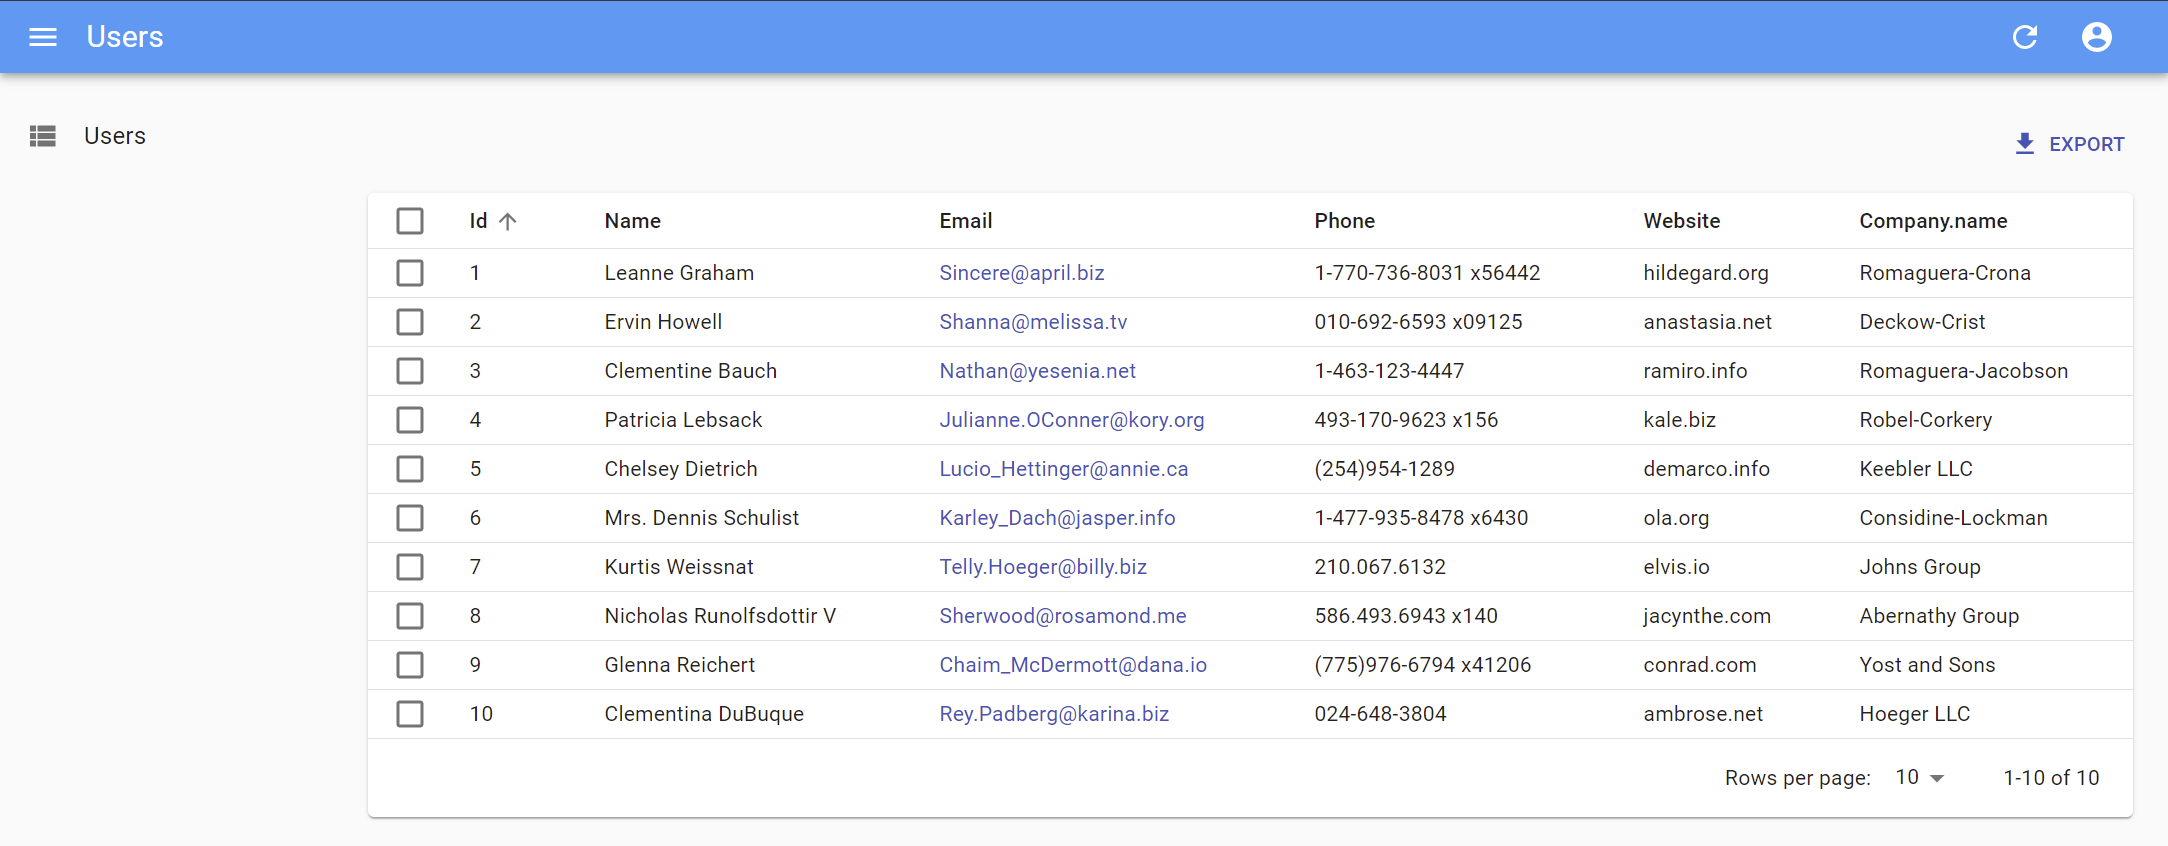 Users
Users
EXPORT
Id Name Email Phone Website Company.name
1 Leanne Graham Sincere@april.biz 1-770-736-8031 x56442 hildegard.org Romaguera-Crona
2 Ervin Howell Shanna@melissa.tv 010-692-6593 x09125 anastasia.net Deckow-Crist
3 Clementine Bauch Nathan@yesenia.net 1-463-123-4447 ramiro.info Romaguera-Jacobson
4 Patricia Lebsack Julianne.OConner@kory.org 493-170-9623 x156 kale.biz Robel-Corkery
5 Chelsey Dietrich Lucio_Hettinger@annie.ca (254)954-1289 demarco.info Keebler LLC
6 Mrs. Dennis Schulist Karley_Dach@jasper.info 1-477-935-8478 x6430 ola.org Considine-Lockman
7 Kurtis Weissnat Telly.Hoeger@billy.biz 210.067.6132 elvis.io Johns Group
8 Nicholas Runolfsdottir V Sherwood@rosamond.me 586.493.6943 x140 jacynthe.com Abernathy Group
9 Glenna Reichert Chaim_McDermott@dana.io (775)976-6794 x41206 conrad.com Yost and Sons
10 Clementina DuBuque Rey.Padberg@karina.biz 024-648-3804 ambrose.net Hoeger LLC
Rows per page: 10 1-10 of 10